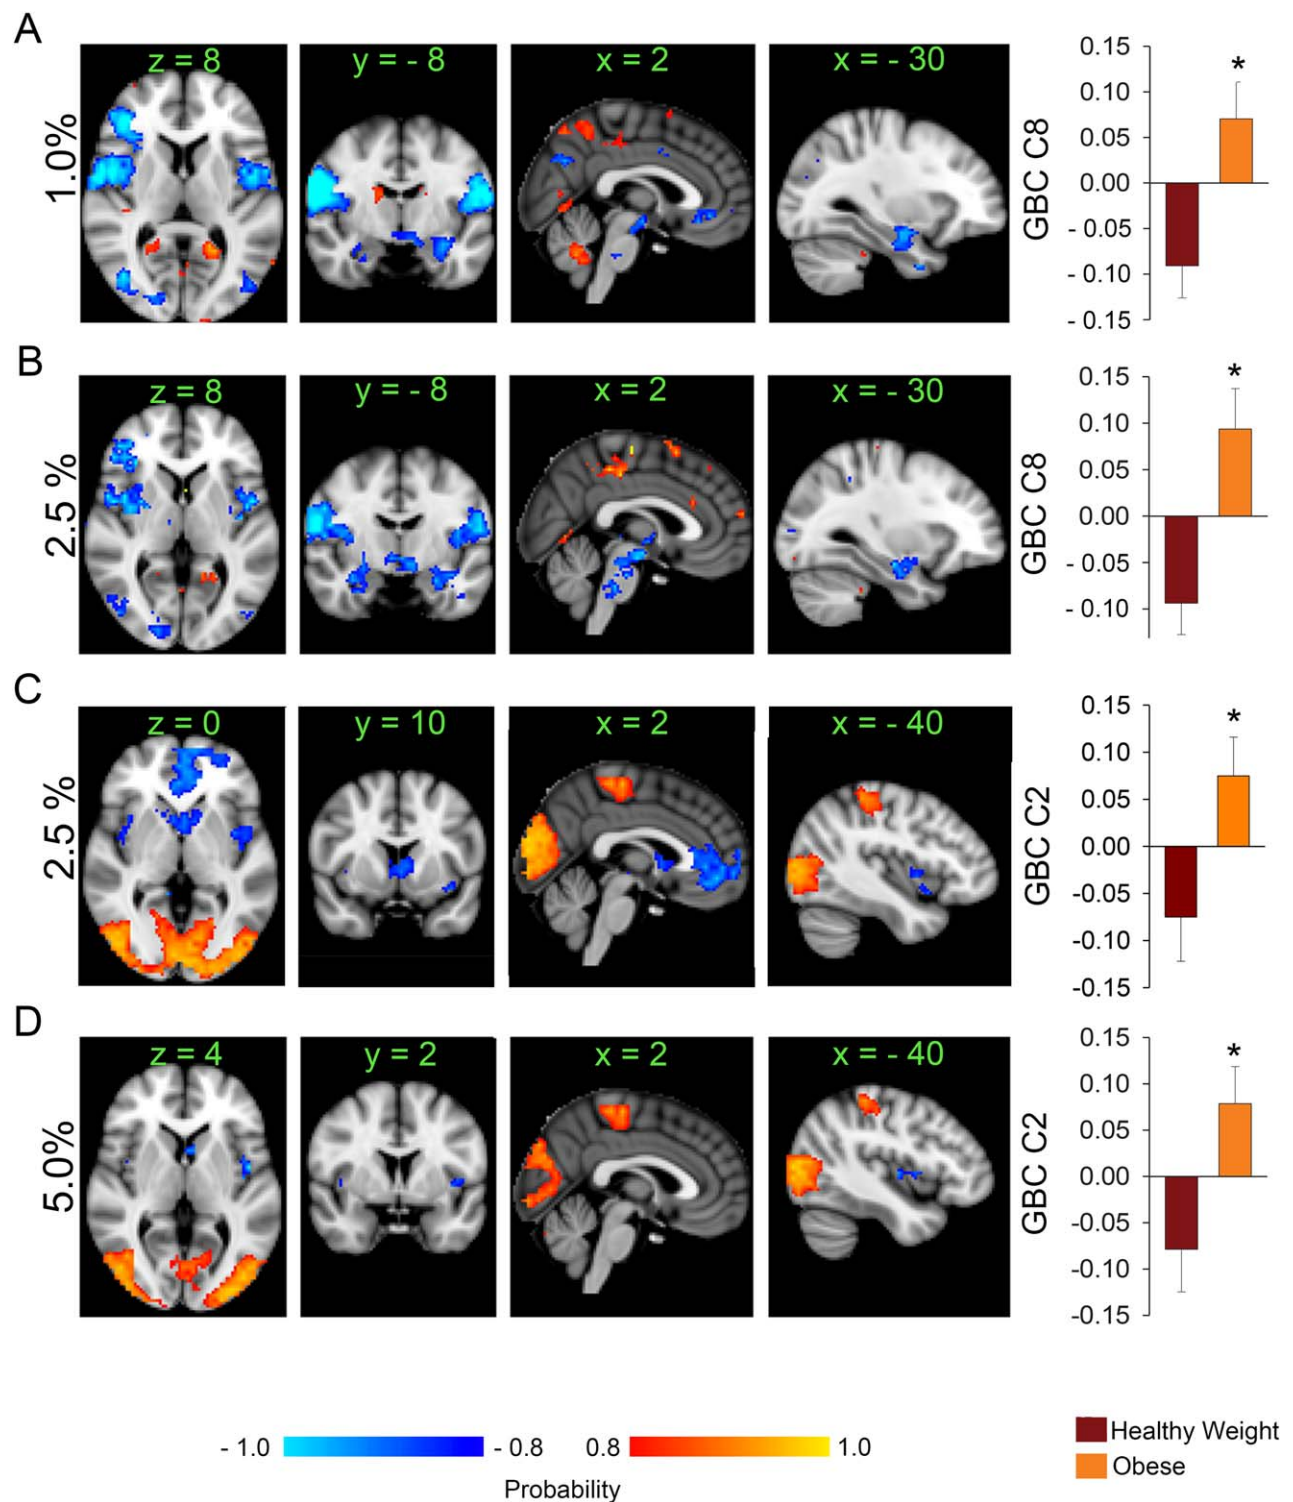 A
1.0%
z = 8
y = - 8
x = 2
x = - 30
GBC C8
0.15
0.10
0.05
0.00
- 0.05
- 0.10
- 0.15
*
B
2.5 %
z = 8
y = - 8
x = 2
x = - 30
GBC C8
0.15
0.10
0.05
0.00
- 0.05
- 0.10
*
C
2.5 %
z = 0
y = 10
x = 2
x = - 40
GBC C2
0.15
0.10
0.05
0.00
-0.05
-0.10
-0.15
*
D
5.0%
z = 4
y = 2
x = 2
x = - 40
GBC C2
0.15
0.10
0.05
0.00
-0.05
-0.10
-0.15
*
- 1.0 - 0.8 0.8 1.0
Probability
Healthy Weight
Obese